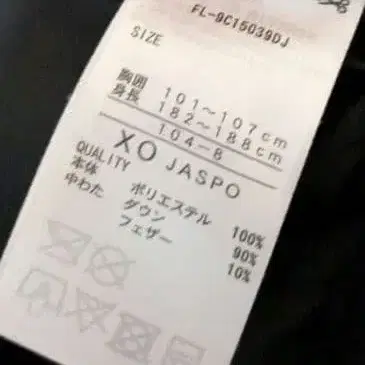 FL-9C15039DJ
SIZE
胸囲 101～107cm
身長 182～188cm
104-8
XO JASPO
QUALITY
本体 ポリエステル 100%
中わた ダウン 90%
フェザー 10%